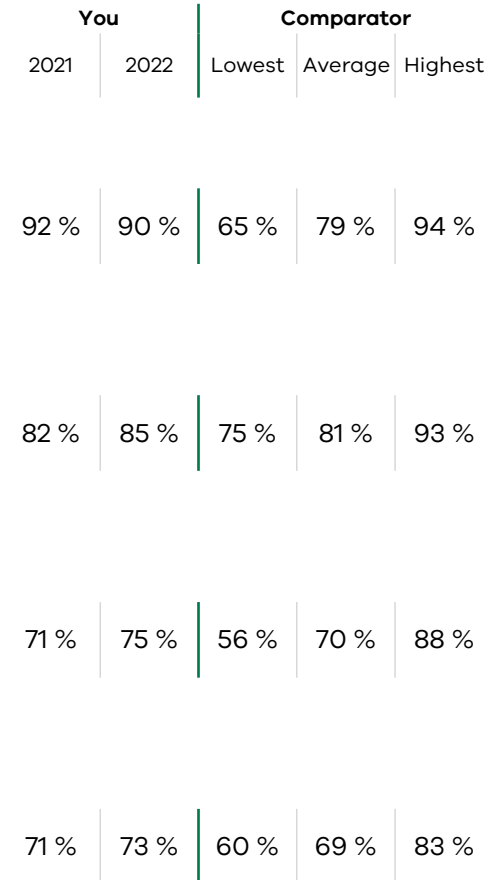 You Comparator
2021 2022 Lowest Average Highest
92 % 90 % 65 % 79 % 94 %
82 % 85 % 75 % 81 % 93 %
71 % 75 % 56 % 70 % 88 %
71 % 73 % 60 % 69 % 83 %